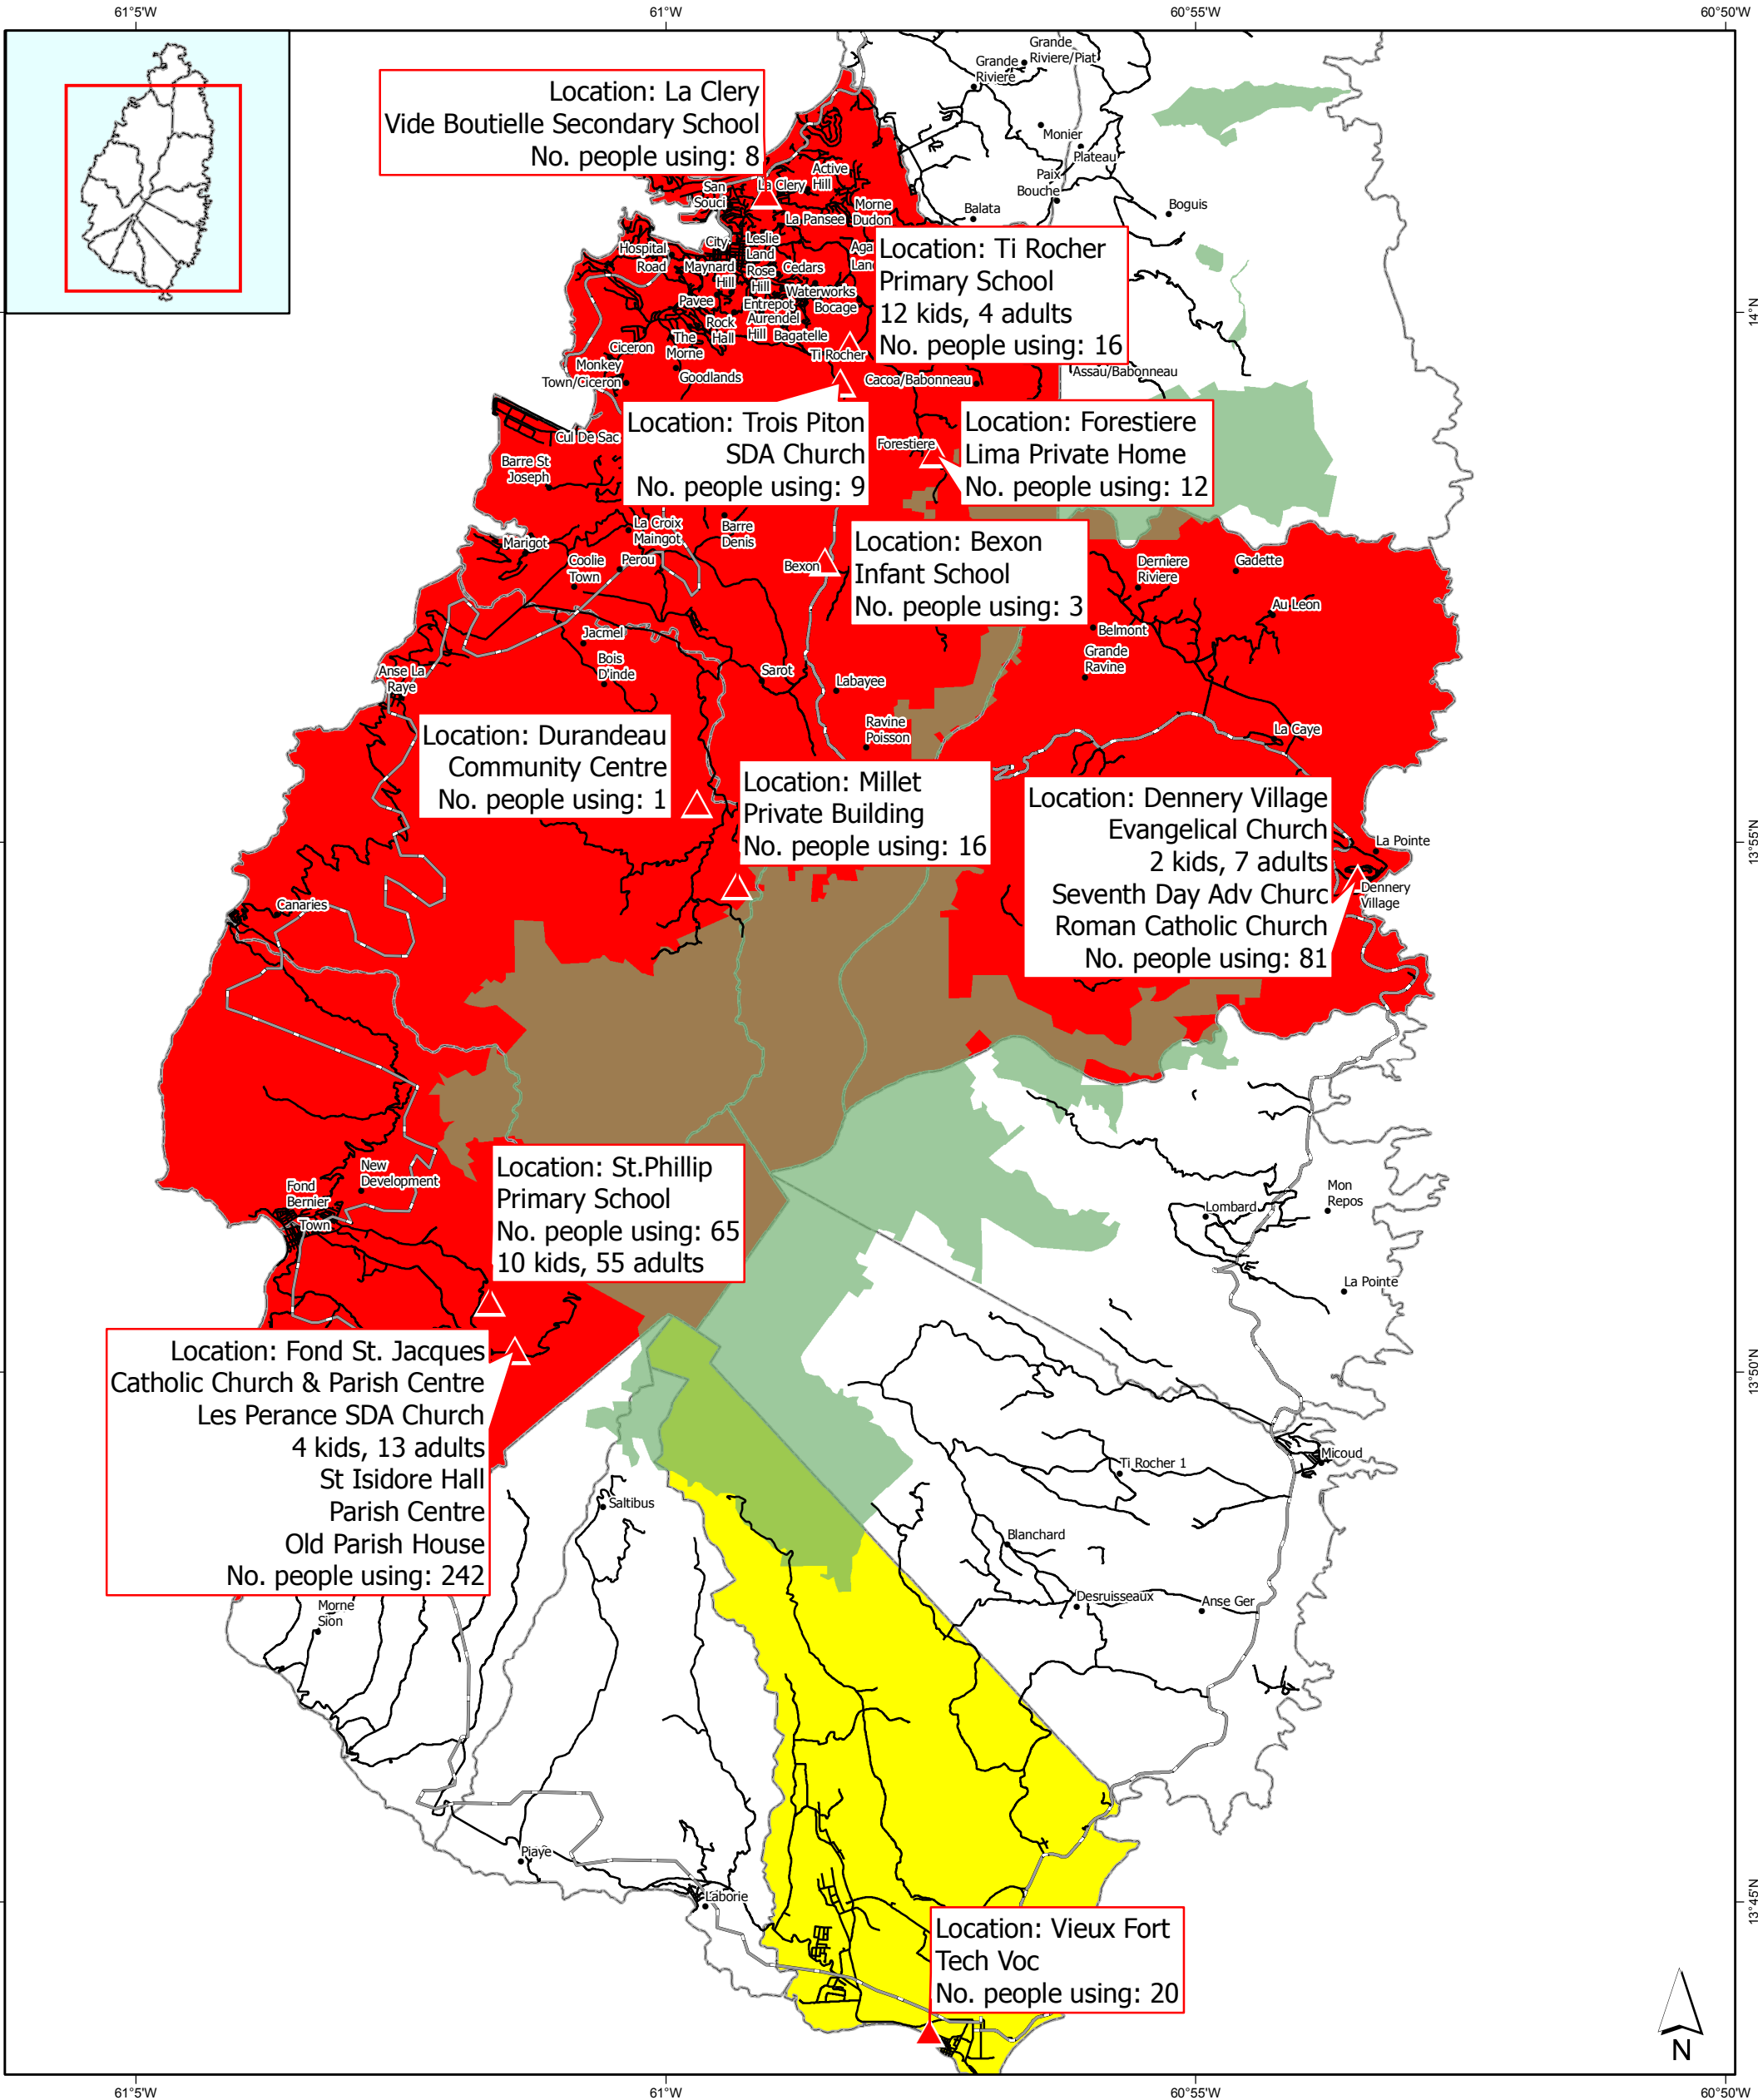 61°5'W
61°W
60°55'W
60°50'W
Grande
Riviere/Piat
Grande
Riviere
Location: La Clery
Vide Boutielle Secondary School
No. people using: 8
Monier
Plateau
Paix
Bouche
Boguis
Balata
Active
Hill
San
Souci
La Clery
La Pansee
Morne
Dudon
Hospital
Road
City
Leslie
Land
Maynard
Hill
Rose
Hill
Cedars
Waterworks
Pavee
Entrepot
Bocage
Rock
Hall
Aurendel
Hill
Bagatelle
The
Morne
Ciceron
Ti Rocher
Monkey
Town/Ciceron
Goodlands
Location: Ti Rocher
Primary School
12 kids, 4 adults
No. people using: 16
14°N
Cacoa/Babonneau
Assau/Babonneau
Location: Trois Piton
SDA Church
No. people using: 9
Location: Forestiere
Lima Private Home
No. people using: 12
Forestiere
Cul De Sac
Barre St
Joseph
La Croix
Maingot
Barre
Denis
Marigot
Coolie
Town
Perou
Bexon
Location: Bexon
Infant School
No. people using: 3
Derniere
Riviere
Gadette
Au Leon
Belmont
Grande
Ravine
Jacmel
Bois
D'inde
Anse La
Raye
Sarot
Labayee
Ravine
Poisson
La Caye
Location: Durandeau
Community Centre
No. people using: 1
Location: Millet
Private Building
No. people using: 16
Location: Dennery Village
Evangelical Church
2 kids, 7 adults
Seventh Day Adv Churc
Roman Catholic Church
No. people using: 81
La Pointe
13°55'N
Dennery
Village
Canaries
New
Development
Fond
Bernier
Town
Location: St.Phillip
Primary School
No. people using: 65
10 kids, 55 adults
Lombard
Mon
Repos
La Pointe
Location: Fond St. Jacques
Catholic Church & Parish Centre
Les Perance SDA Church
4 kids, 13 adults
St Isidore Hall
Parish Centre
Old Parish House
No. people using: 242
13°50'N
Micoud
Ti Rocher 1
Saltibus
Blanchard
Desruisseaux
Anse Ger
Morne
Sion
Piaye
Laborie
13°45'N
Location: Vieux Fort
Tech Voc
No. people using: 20
N
61°5'W
61°W
60°55'W
60°50'W